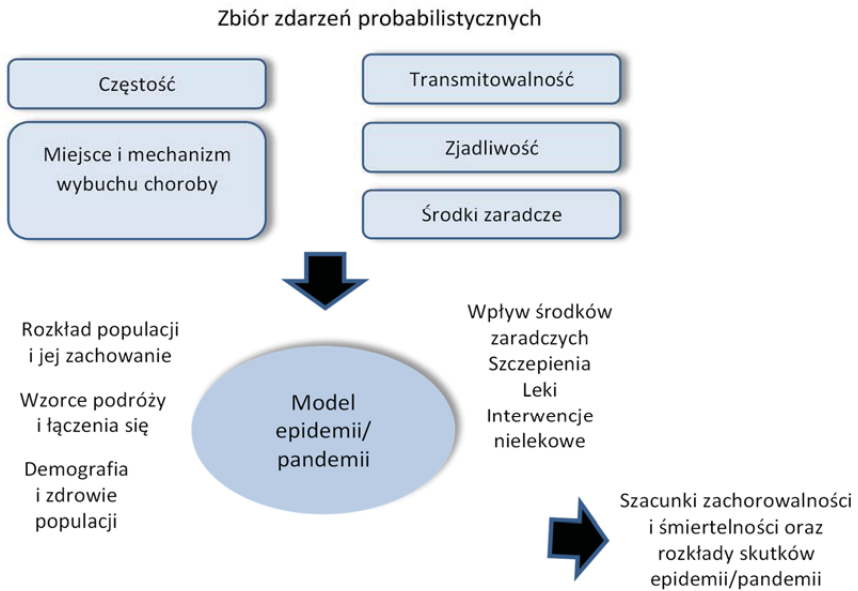 Zbiór zdarzeń probabilistycznych
Częstość
Miejsce i mechanizm
wybuchu choroby
Transmitowalność
Zjadliwość
Środki zaradcze
Rozkład populacji
i jej zachowanie
Wzorce podróży
i łączenia się
Demografia
i zdrowie
populacji
Model
epidemii/
pandemii
Wpływ środków
zaradczych
Szczepienia
Leki
Interwencje
nielekowe
Szacunki zachorowalności
i śmiertelności oraz
rozkłady skutków
epidemii/pandemii